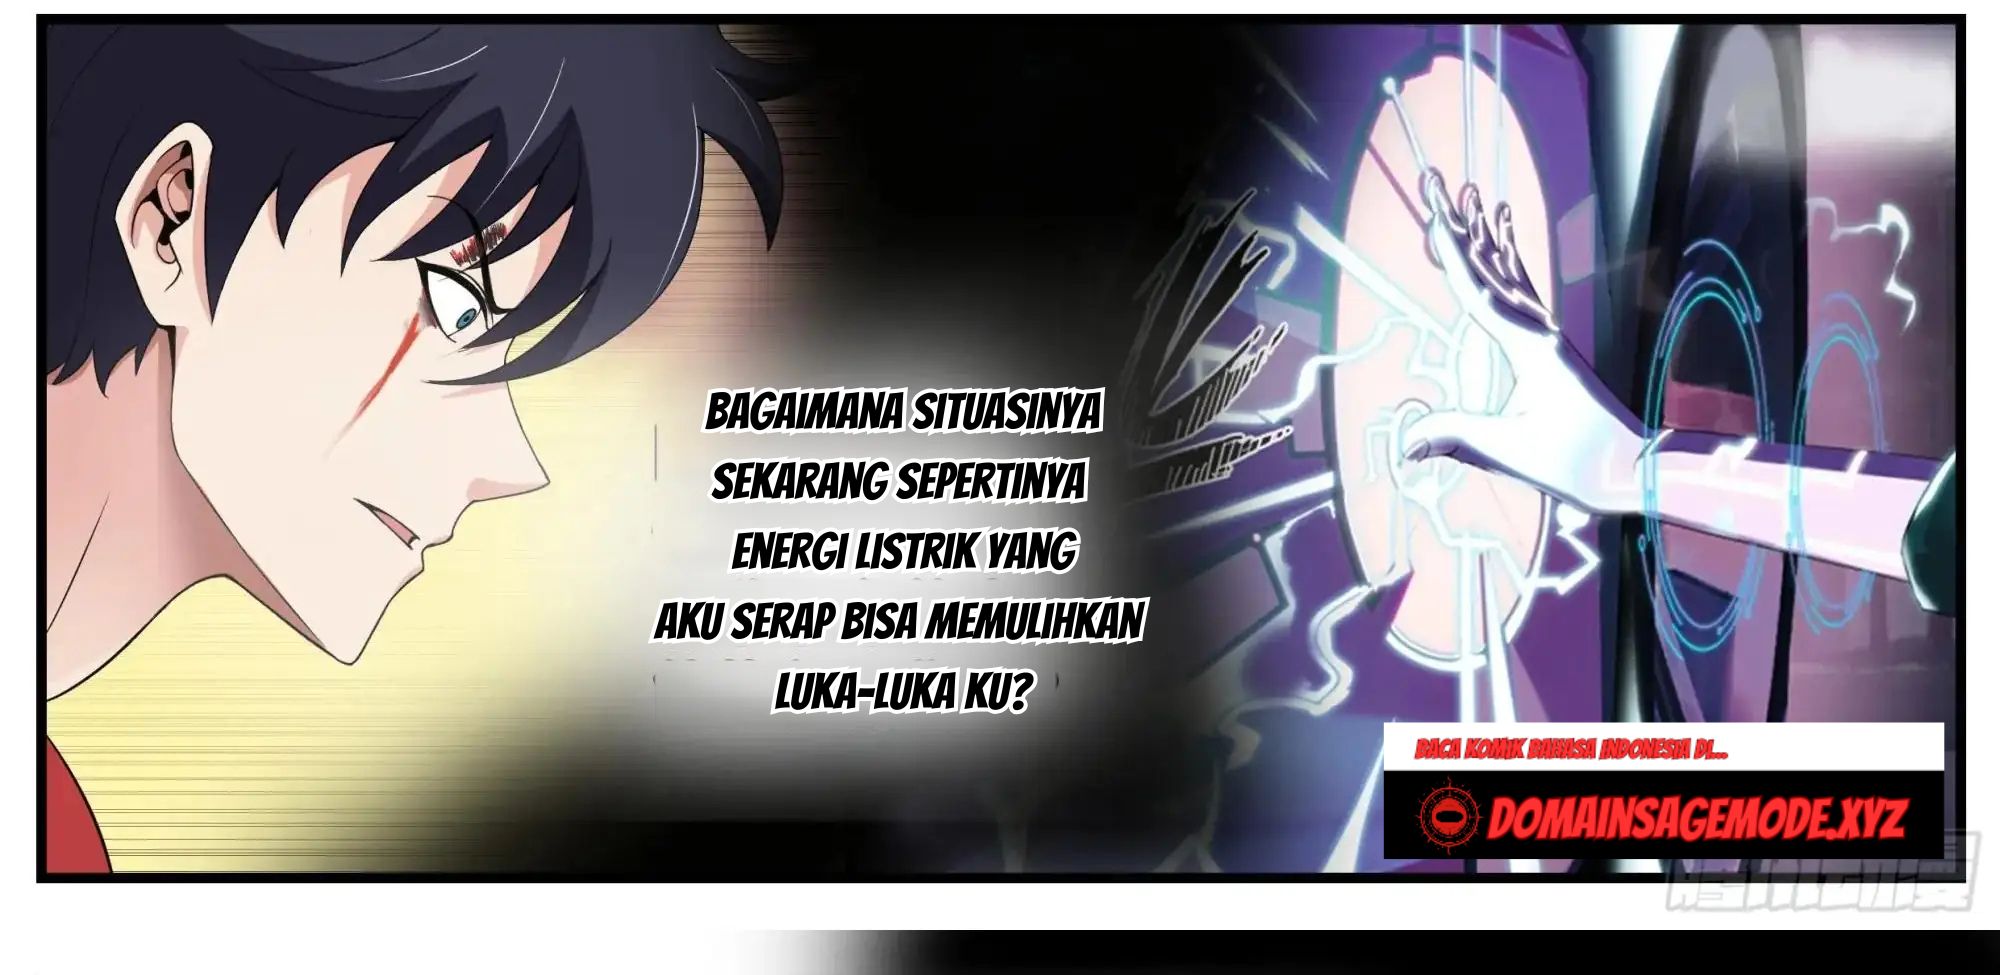 BAGAIMANA SITUASINYA
SEKARANG SEPERTINYA
ENERGI LISTRIK YANG
AKU SERAP BISA MEMULIHKAN
LUKA-LUKA KU?
BACA KOMIK BAHASA INDONESIA DI...
DOMAINSAGEMODE.XYZ